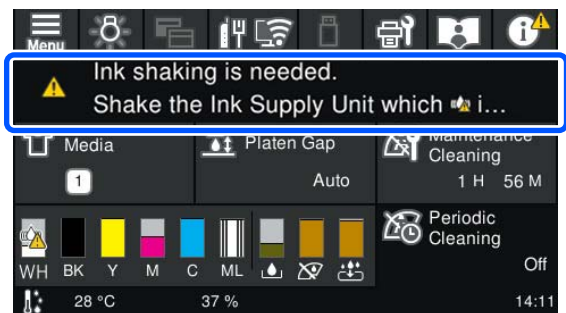 Menu
Ink shaking is needed.
Shake the Ink Supply Unit which i...
Media
1
Platen Gap
Auto
Maintenance
Cleaning
1 H 56 M
WH BK Y M C ML
Periodic
Cleaning
Off
28 °C 37 % 14:11